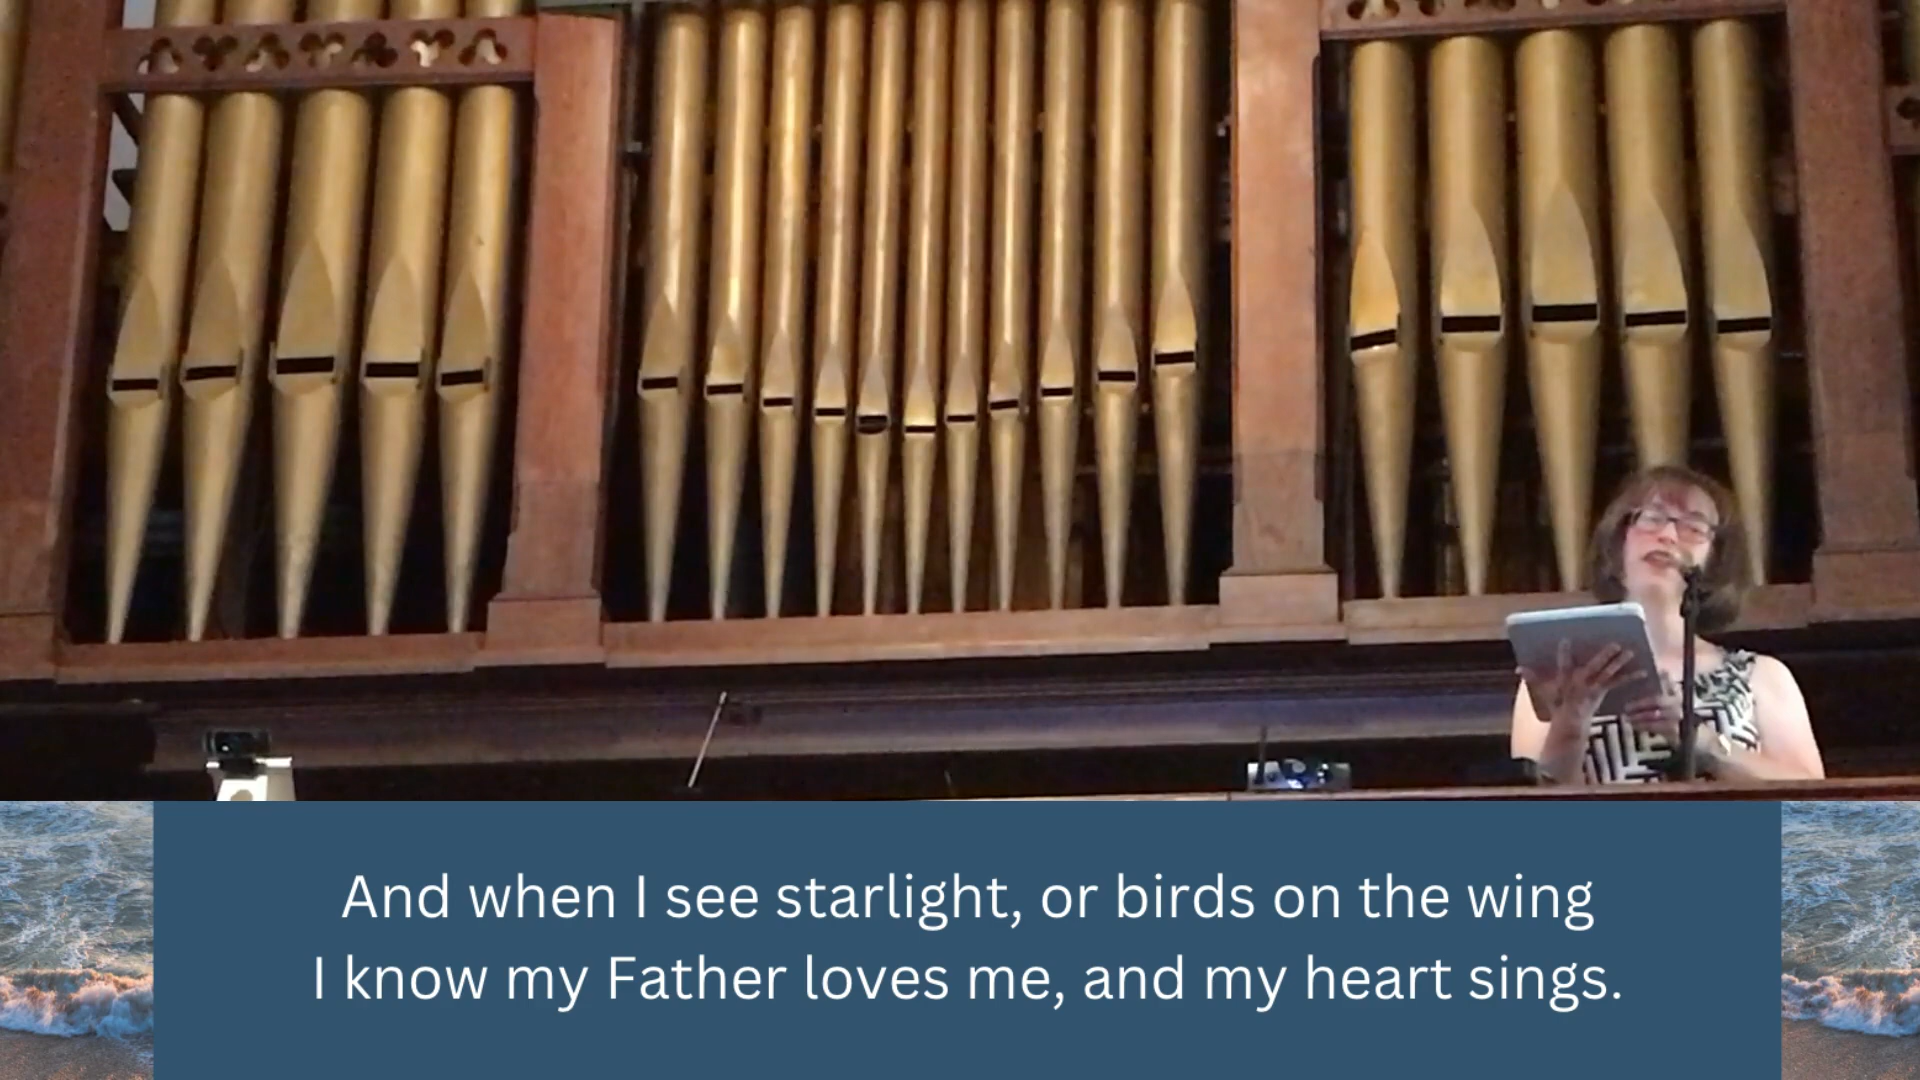 And when I see starlight, or birds on the wing
I know my Father loves me, and my heart sings.